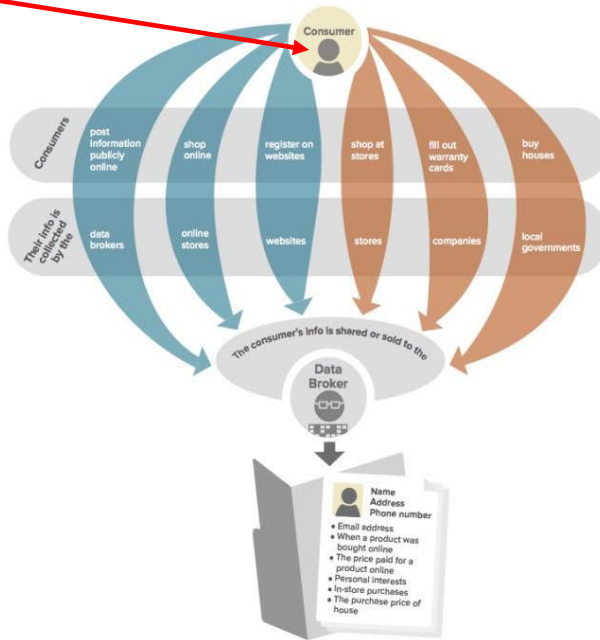 Consumer
Consumers
post
information
publicly
online
shop
online
register on
websites
shop at
stores
fill out
warranty
cards
buy
houses
Their info is
collected
by the
data
brokers
online
stores
websites
stores
companies
local
governments
The consumer's info is shared or sold to the
Data
Broker
Name
Address
Phone number
• Email address
• When a product was
bought online
• The price paid for a
product online
• Personal interests
• In-store purchases
• The purchase price of
house